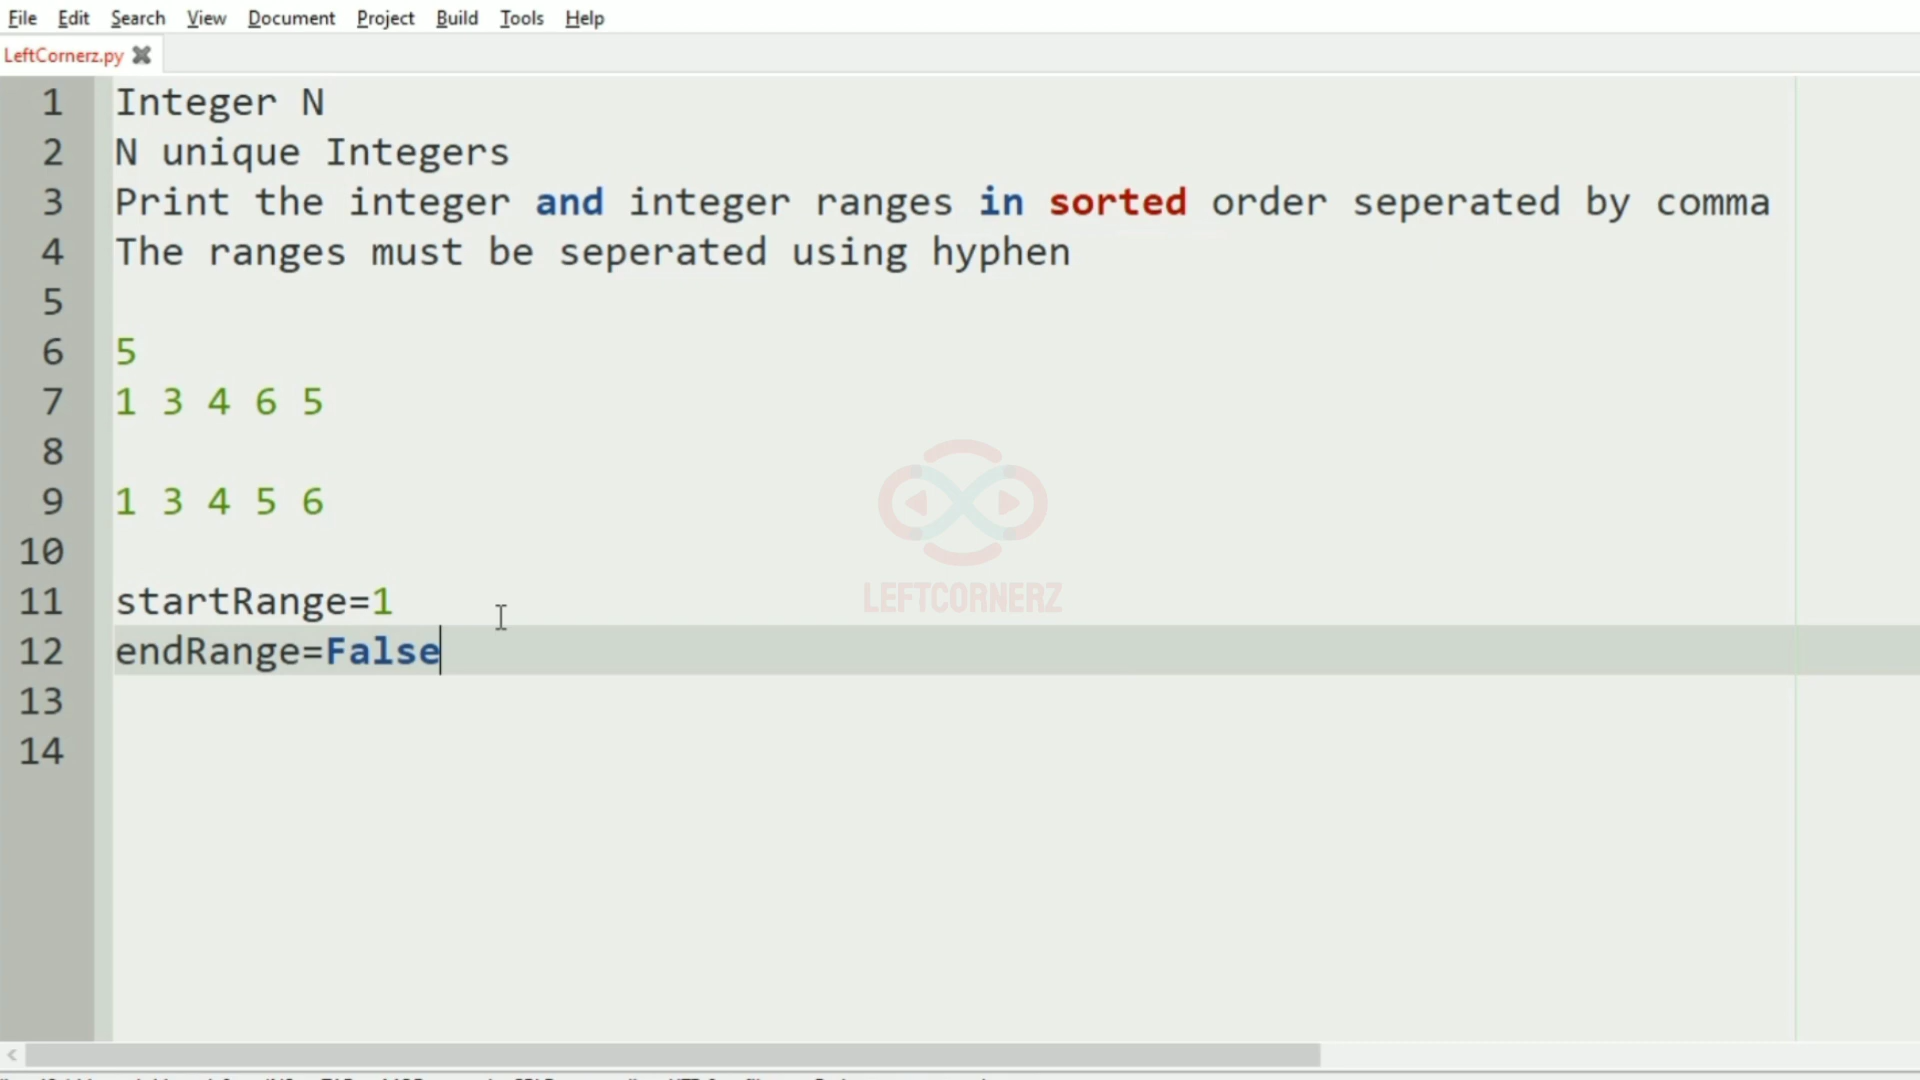 File Edit Search View Document Project Build Tools Help
LeftCornerz.py
1 Integer N
2 N unique Integers
3 Print the integer and integer ranges in sorted order seperated by comma
4 The ranges must be seperated using hyphen
5
6 5
7 1 3 4 6 5
8
9 1 3 4 5 6
10
11 startRange=1
12 endRange=False
13
14
LEFTCORNERZ